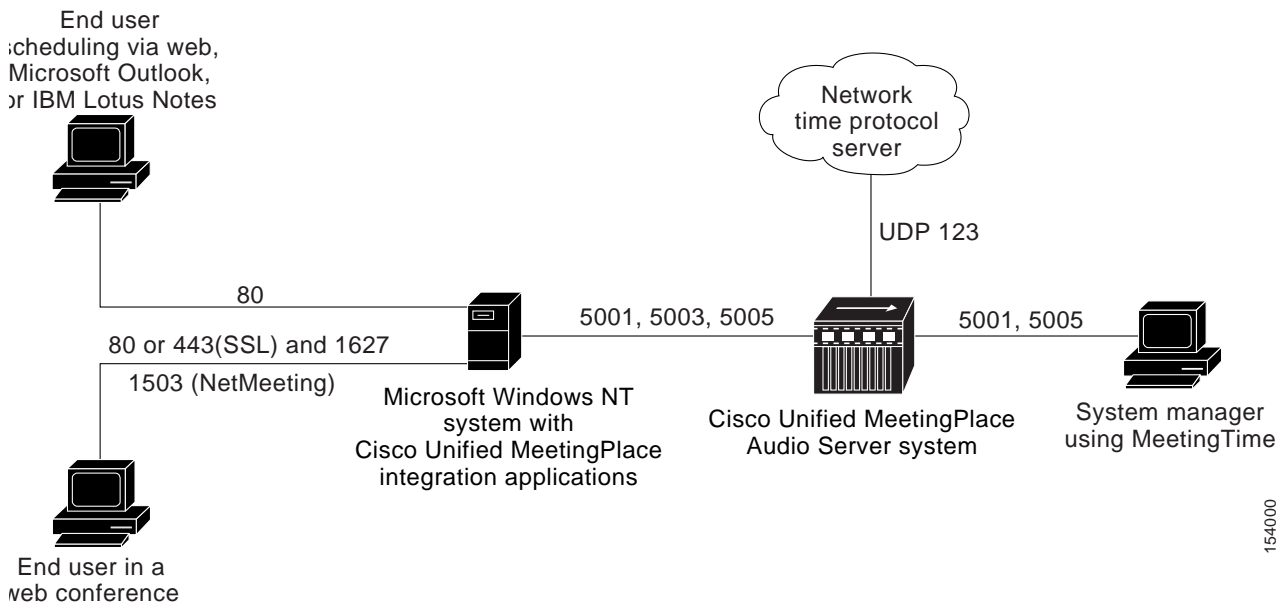 End user
scheduling via web,
Microsoft Outlook,
or IBM Lotus Notes
Network
time protocol
server
UDP 123
80
5001, 5003, 5005
5001, 5005
80 or 443(SSL) and 1627
1503 (NetMeeting)
Microsoft Windows NT
system with
Cisco Unified MeetingPlace
integration applications
Cisco Unified MeetingPlace
Audio Server system
System manager
using MeetingTime
End user in a
web conference
154000